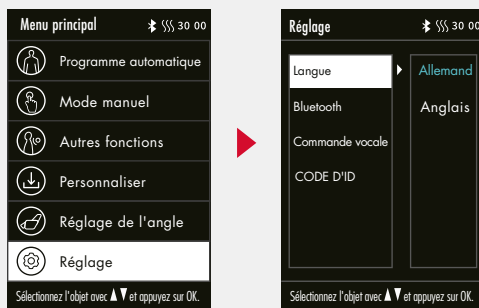 Menu principal 30 00
Programme automatique
Mode manuel
Autres fonctions
Personnaliser
Réglage de l'angle
Réglage
Sélectionnez l'objet avec ▲▼ et appuyez sur OK.
Réglage 30 00
Langue
Bluetooth
Commande vocale
CODE D'ID
Allemand
Anglais
Sélectionnez l'objet avec ▲▼ et appuyez sur OK.